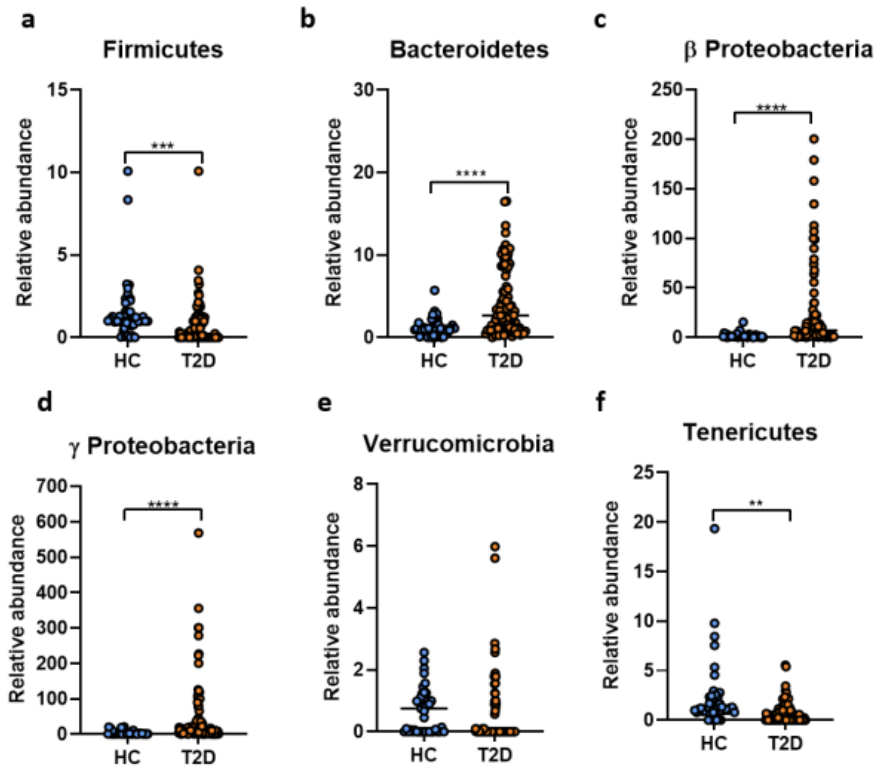 a
Firmicutes
Relative abundance
15
10
5
0
***
HC
T2D
b
Bacteroidetes
Relative abundance
30
20
10
0
****
HC
T2D
c
β Proteobacteria
Relative abundance
250
200
150
100
50
0
****
HC
T2D
d
γ Proteobacteria
Relative abundance
700
600
500
400
300
200
100
0
****
HC
T2D
e
Verrucomicrobia
Relative abundance
8
6
4
2
0
HC
T2D
f
Tenericutes
Relative abundance
25
20
15
10
5
0
**
HC
T2D